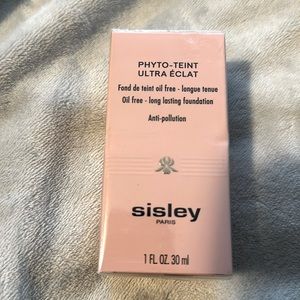 PHYTO-TEINT
ULTRA ÉCLAT
Fond de teint oil free - longue tenue
Oil free - long lasting foundation
Anti-pollution
sisley
PARIS
1 FL. OZ. 30 ml